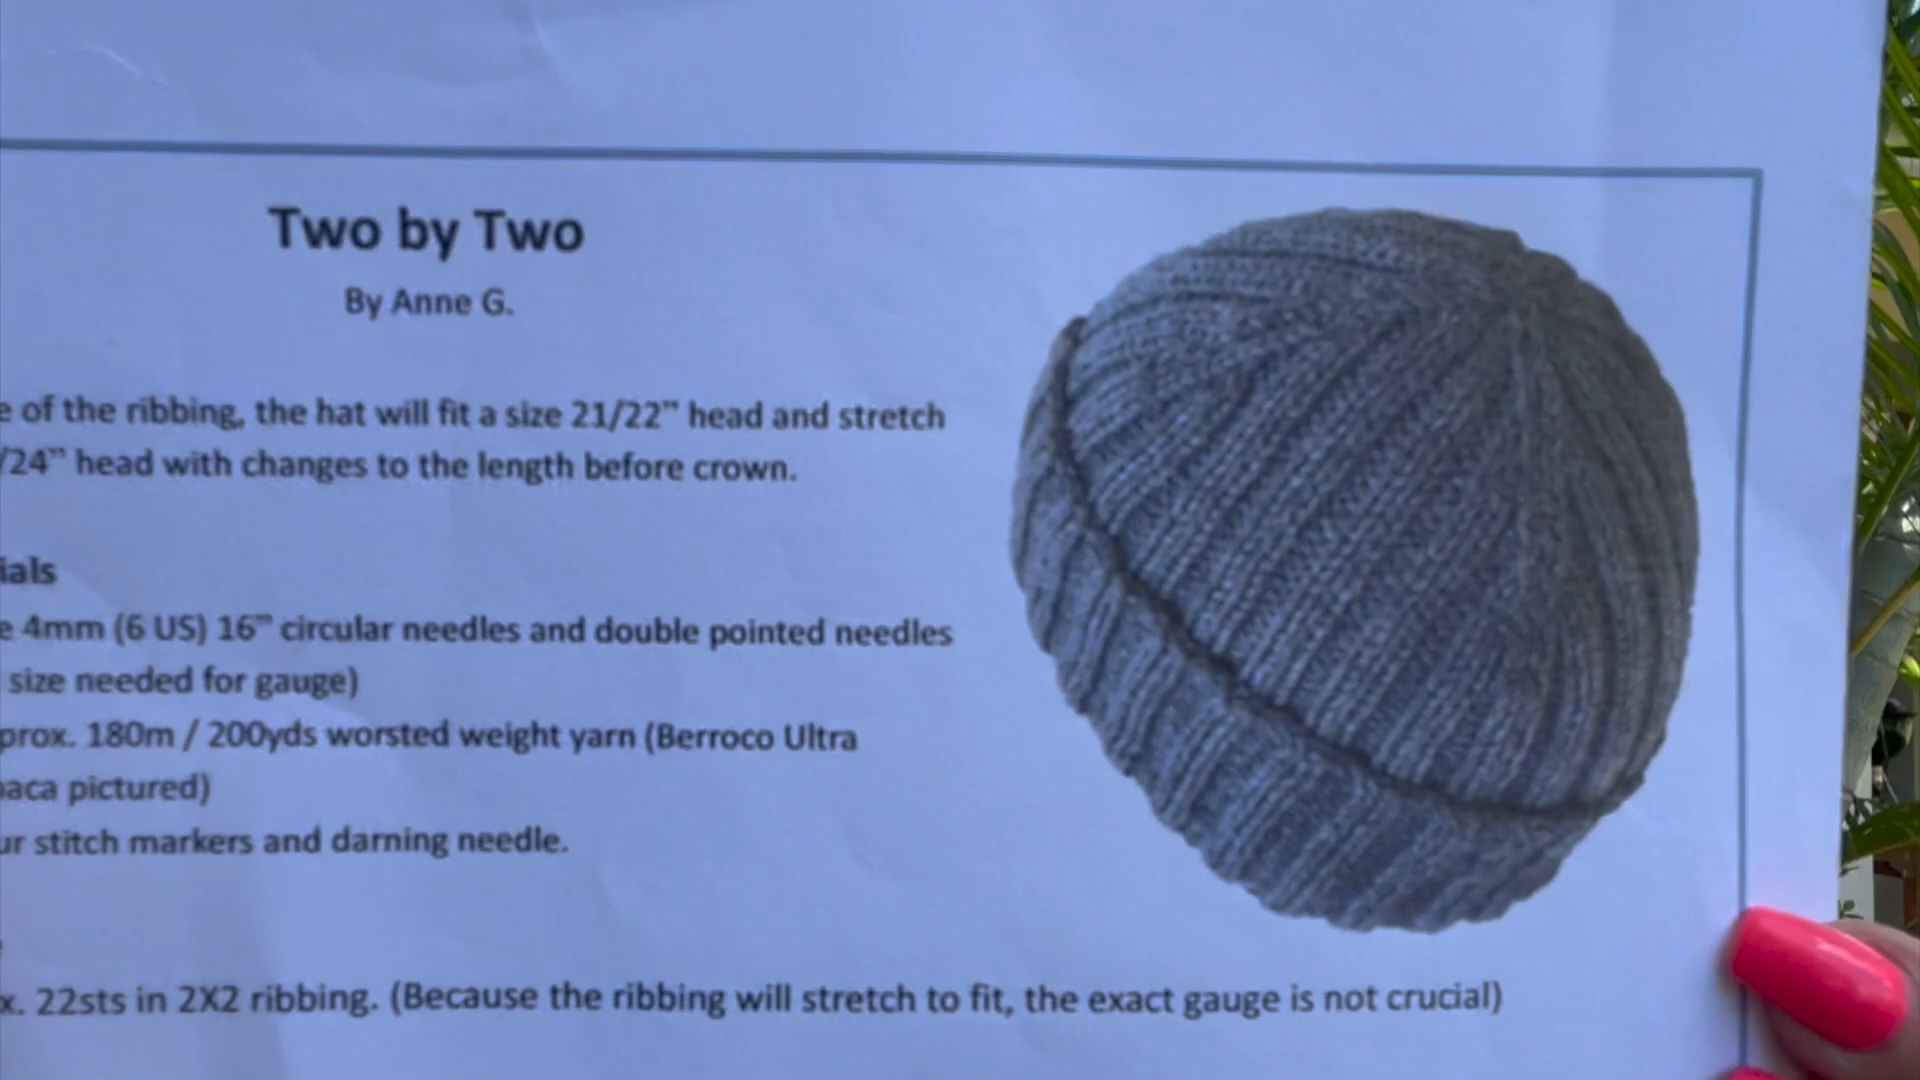 Two by Two
By Anne G.
e of the ribbing, the hat will fit a size 21/22" head and stretch
/24" head with changes to the length before crown.
ials
e 4mm (6 US) 16" circular needles and double pointed needles
size needed for gauge)
prox. 180m / 200yds worsted weight yarn (Berroco Ultra
paca pictured)
ur stitch markers and darning needle.
x. 22sts in 2X2 ribbing. (Because the ribbing will stretch to fit, the exact gauge is not crucial)